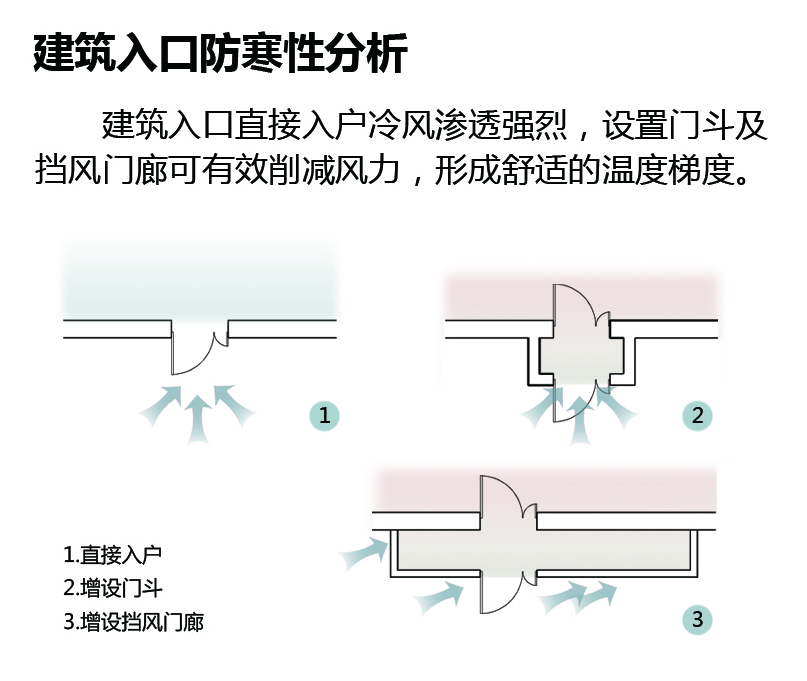 建筑入口防寒性分析
建筑入口直接入户冷风渗透强烈，设置门斗及
挡风门廊可有效削减风力，形成舒适的温度梯度。
1
2
1.直接入户
2.增设门斗
3.增设挡风门廊
3